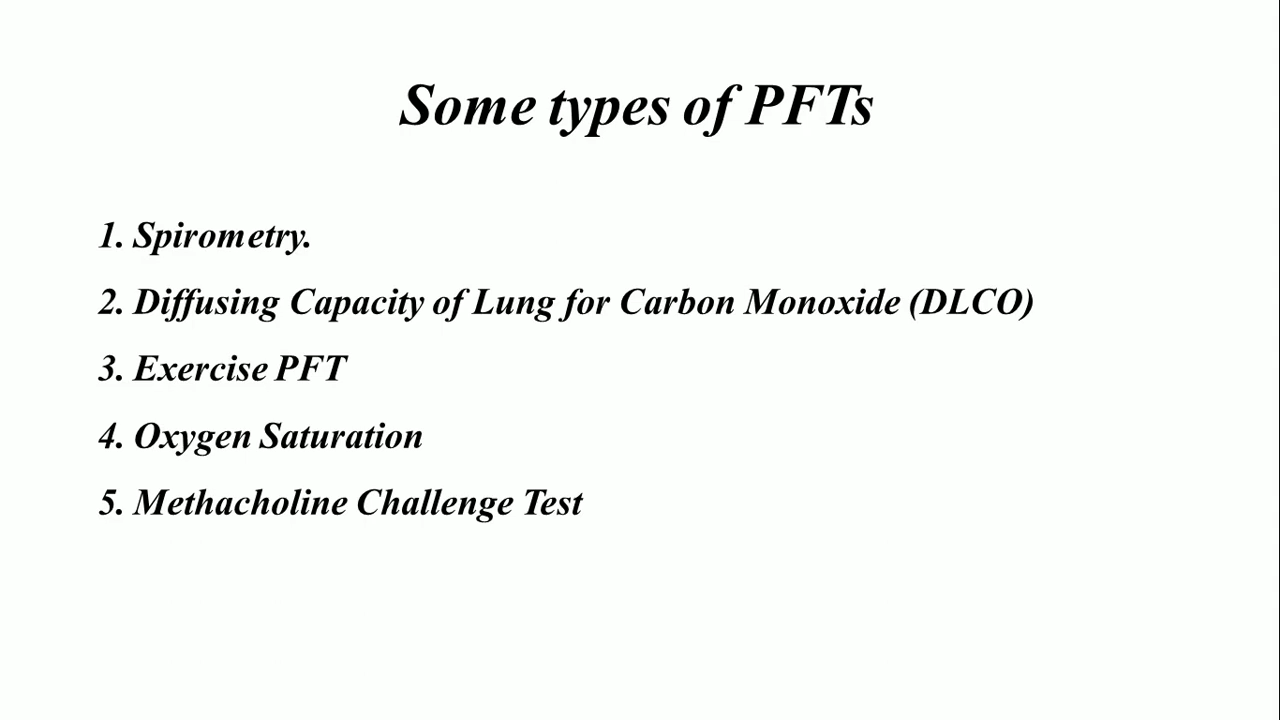 Some types of PFTs
1. Spirometry.
2. Diffusing Capacity of Lung for Carbon Monoxide (DLCO)
3. Exercise PFT
4. Oxygen Saturation
5. Methacholine Challenge Test